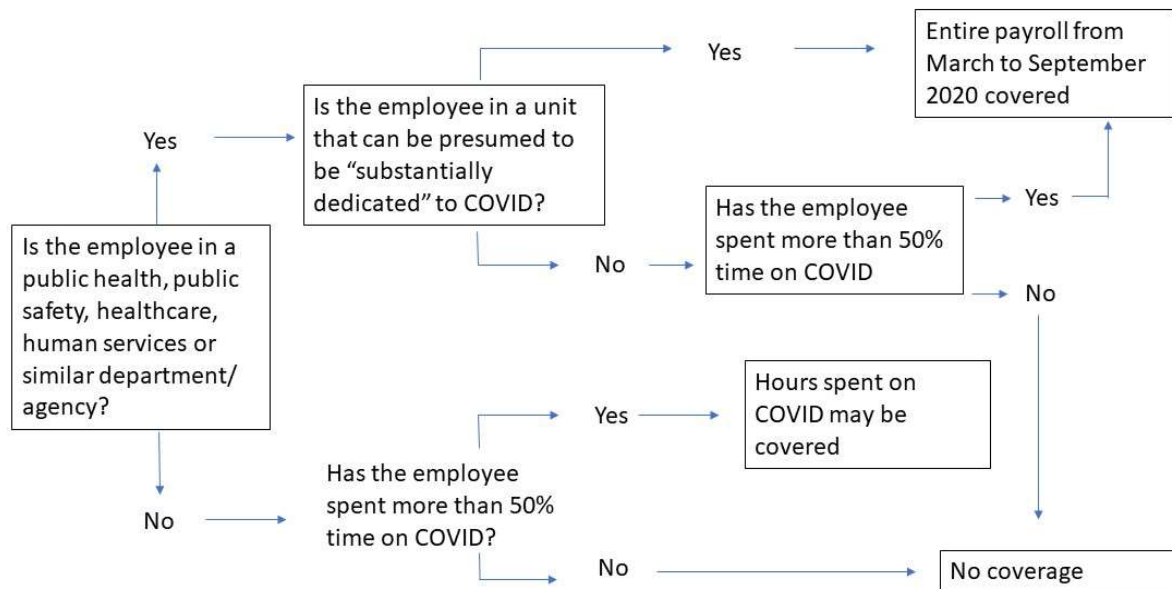 Yes
Entire payroll from
March to September
2020 covered
Is the employee in a unit
that can be presumed to
be “substantially
dedicated” to COVID?
Yes
Has the employee
spent more than 50%
time on COVID
Yes
No
No
Is the employee in a
public health, public
safety, healthcare,
human services or
similar department/
agency?
Hours spent on
COVID may be
covered
Yes
Has the employee
spent more than 50%
time on COVID?
No
No
No coverage